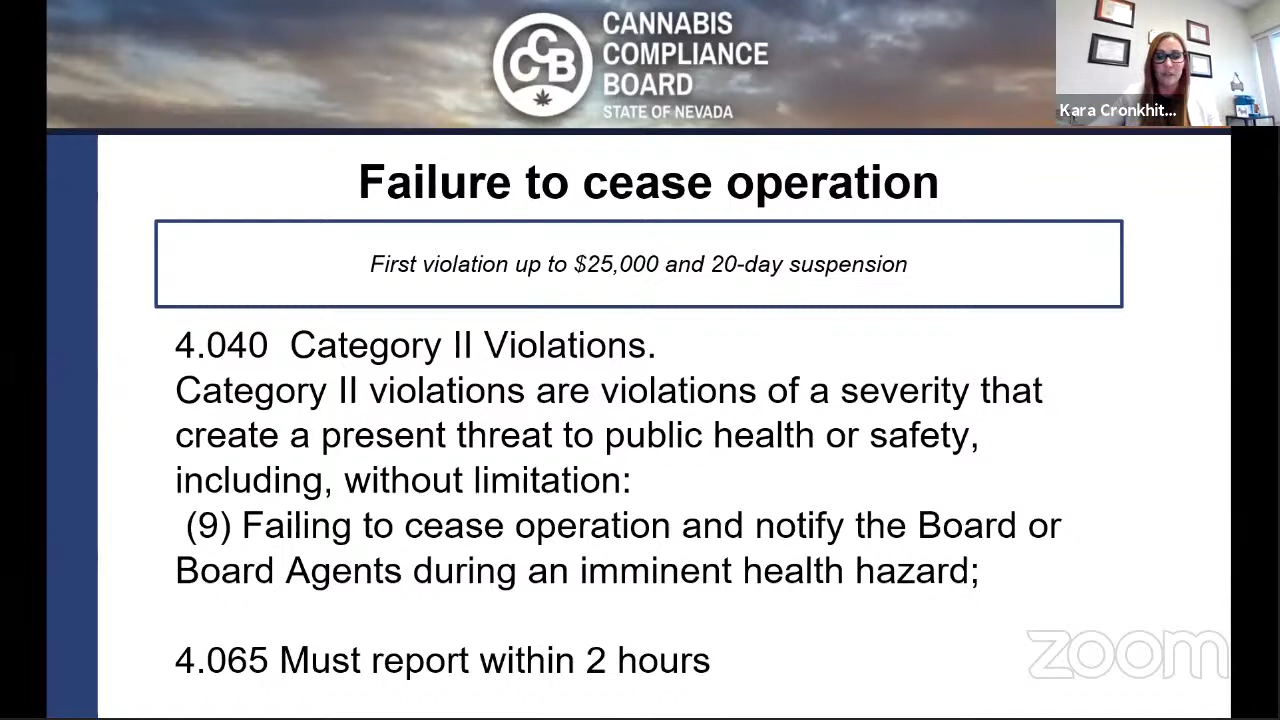 CCB
CANNABIS
COMPLIANCE
BOARD
STATE OF NEVADA
Kara Cronkhit...
Failure to cease operation
First violation up to $25,000 and 20-day suspension
4.040  Category II Violations.
Category II violations are violations of a severity that
create a present threat to public health or safety,
including, without limitation:
(9) Failing to cease operation and notify the Board or
Board Agents during an imminent health hazard;
4.065 Must report within 2 hours
zoom